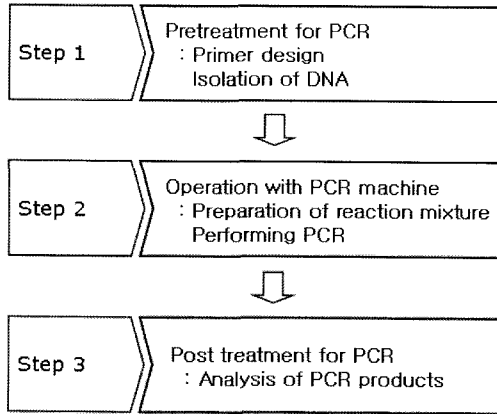 Step 1
Pretreatment for PCR
: Primer design
Isolation of DNA
Step 2
Operation with PCR machine
: Preparation of reaction mixture
Performing PCR
Step 3
Post treatment for PCR
: Analysis of PCR products